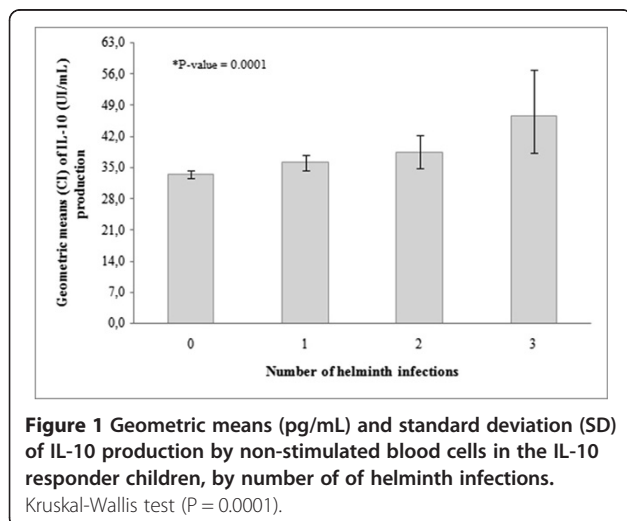 63,0
*P-value = 0.0001
56,0
49,0
42,0
35,0
28,0
21,0
14,0
7,0
0,0
Geometric means (CI) of IL-10 (UI/mL)
production
0 1 2 3
Number of helminth infections
Figure 1 Geometric means (pg/mL) and standard deviation (SD)
of IL-10 production by non-stimulated blood cells in the IL-10
responder children, by number of of helminth infections.
Kruskal-Wallis test (P = 0.0001).